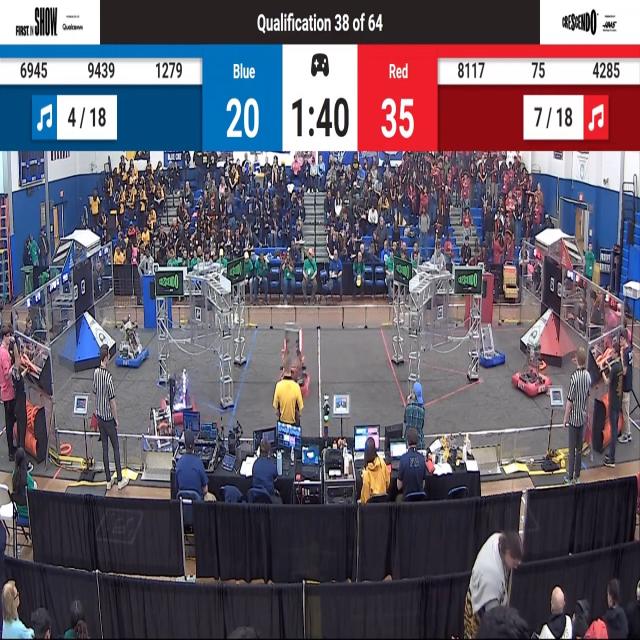 FIRST IN SHOW
Qualcomm
Qualification 38 of 64
CRESCENDO
6945 9439 1279
Blue
Red
8117 75 4285
4 / 18
20
1:40
35
7 / 18